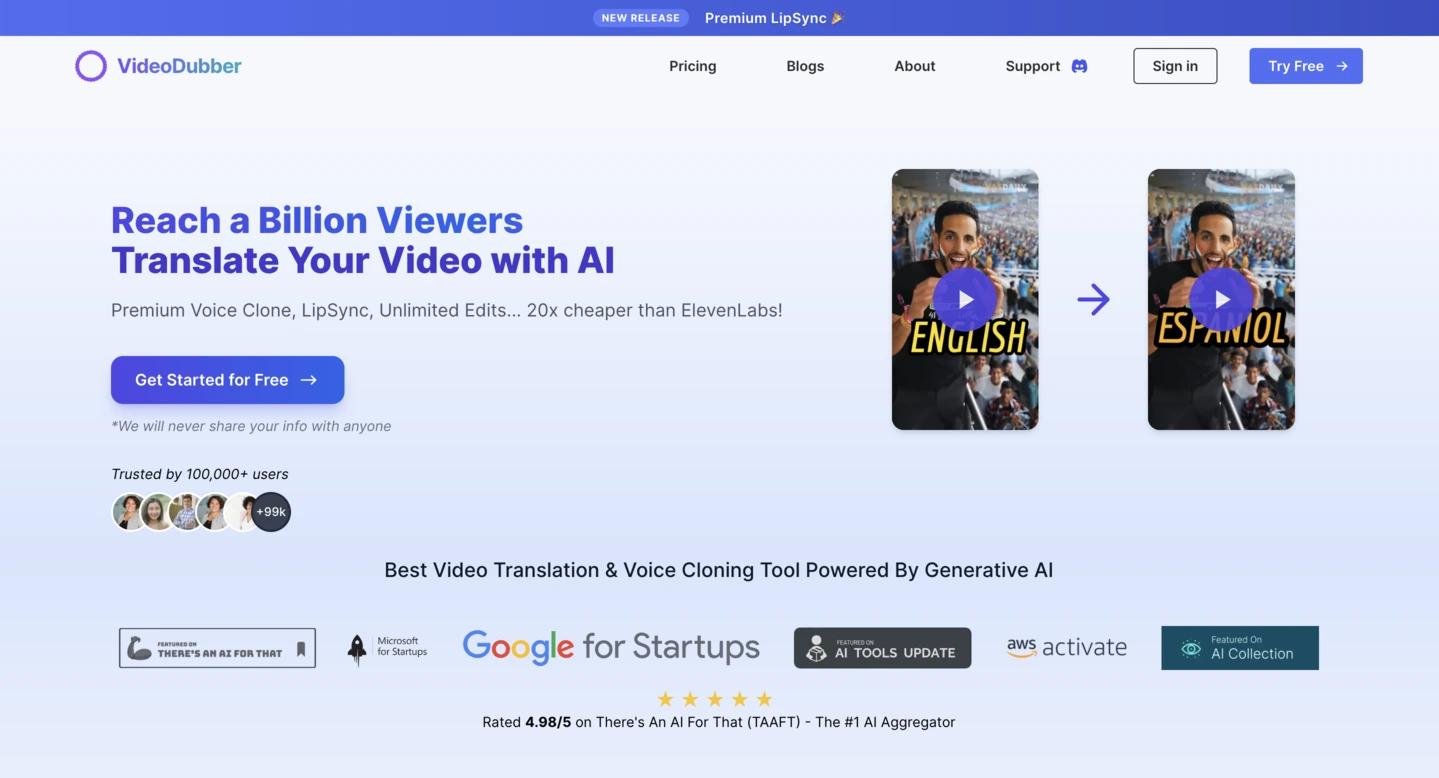 NEW RELEASE Premium LipSync 🎉
VideoDubber
Pricing Blogs About Support Sign in Try Free →
Reach a Billion Viewers
Translate Your Video with AI
Premium Voice Clone, LipSync, Unlimited Edits... 20x cheaper than ElevenLabs!
Get Started for Free →
*We will never share your info with anyone
Trusted by 100,000+ users
+99k
ENGLISH
ESPANIOL
Best Video Translation & Voice Cloning Tool Powered By Generative AI
FEATURED ON
THERE'S AN AI FOR THAT
Microsoft
for Startups
Google for Startups
FEATURED ON
AI TOOLS UPDATE
aws activate
Featured On
AI Collection
★ ★ ★ ★ ★
Rated 4.98/5 on There's An AI For That (TAAFT) - The #1 AI Aggregator